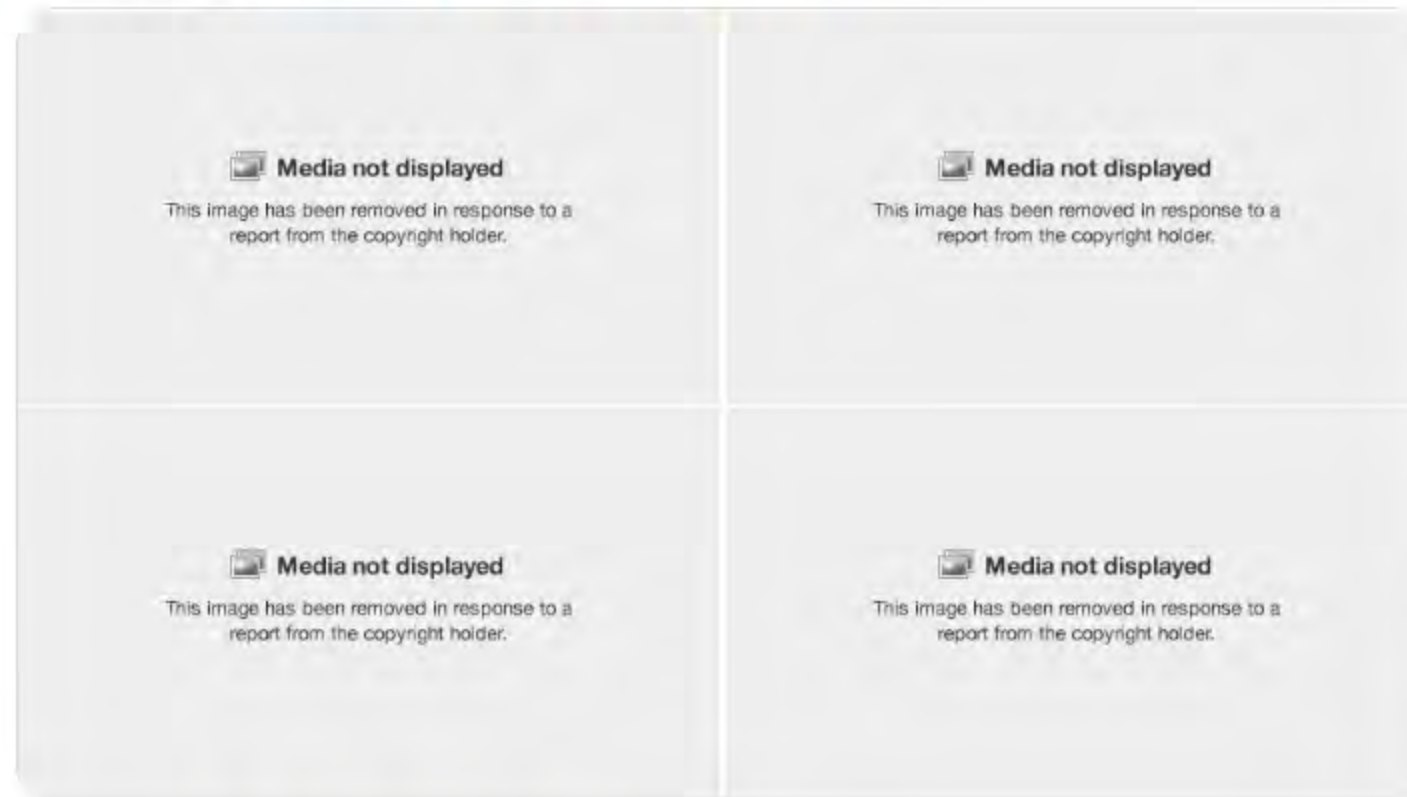 Media not displayed
This image has been removed in response to a
report from the copyright holder.
Media not displayed
This image has been removed in response to a
report from the copyright holder.
Media not displayed
This image has been removed in response to a
report from the copyright holder.
Media not displayed
This image has been removed in response to a
report from the copyright holder.